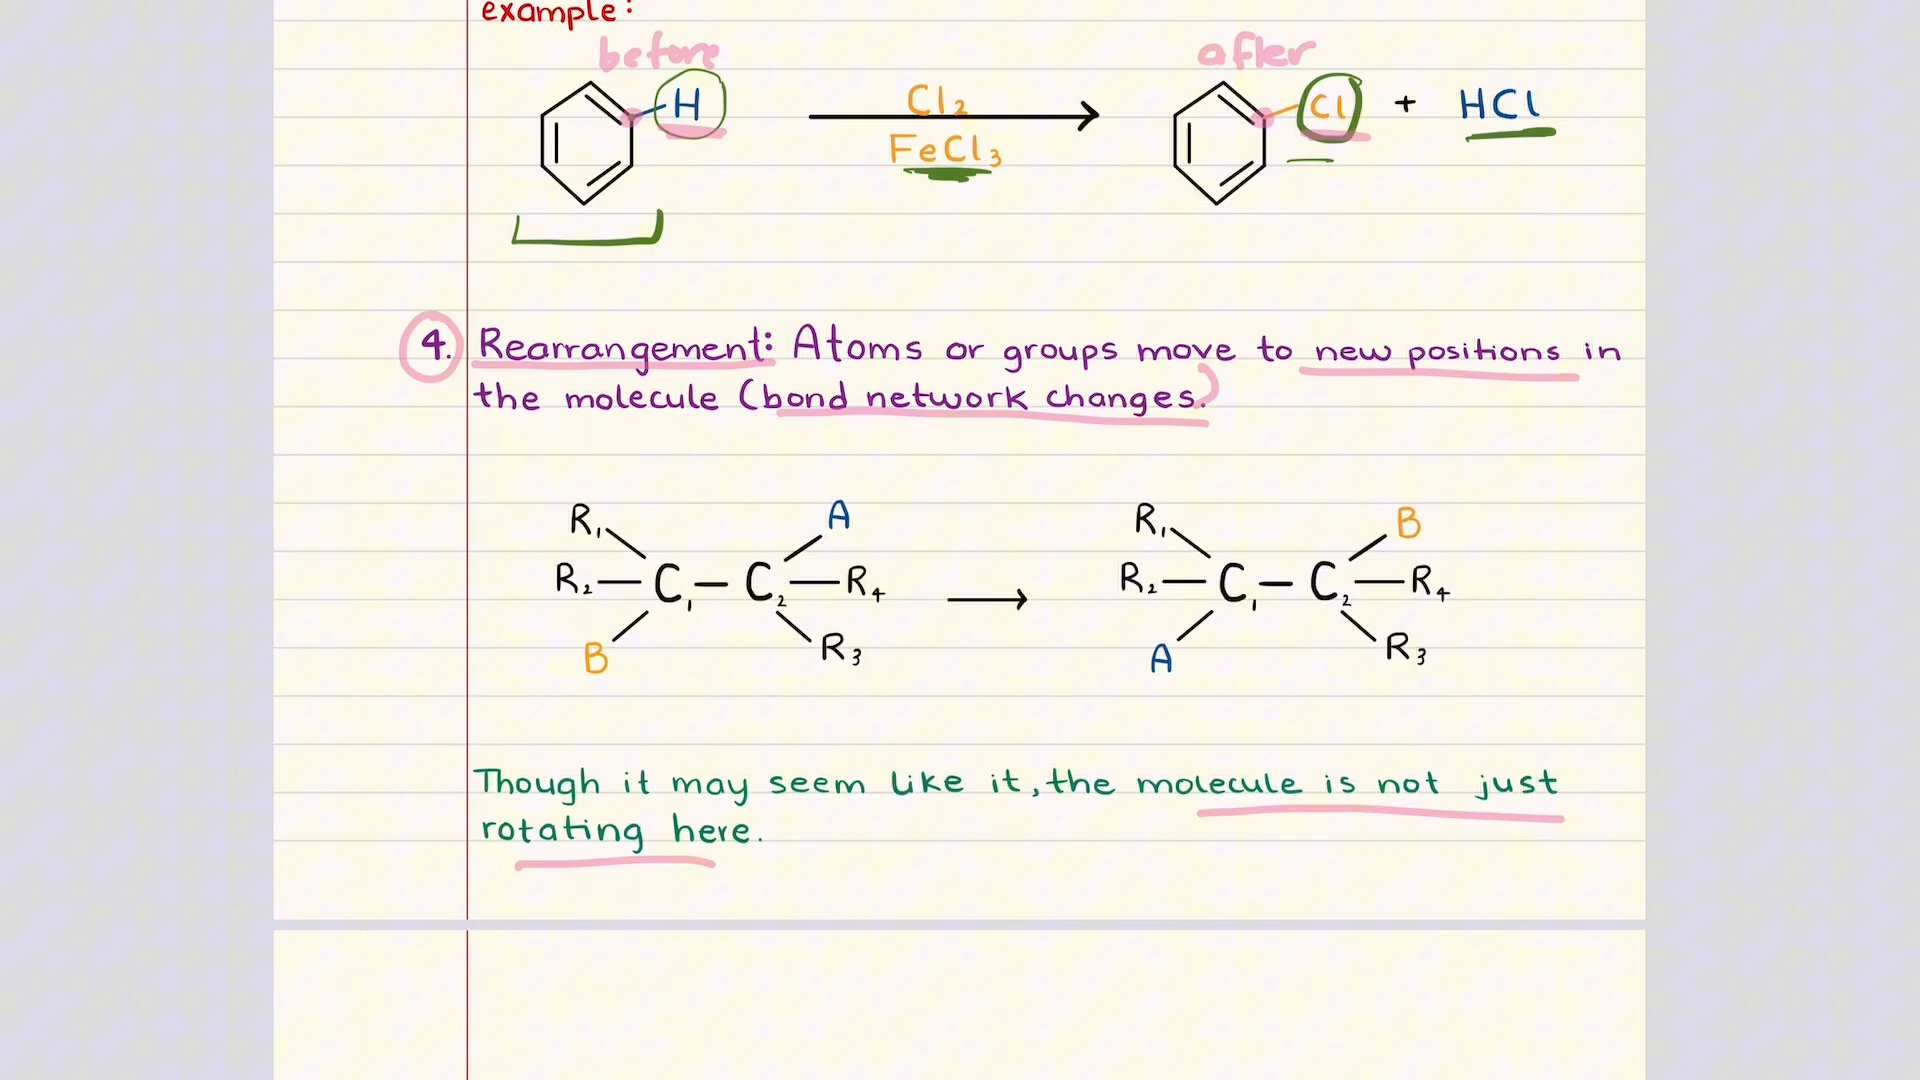 example:
before
after
H
Cl₂
FeCl₃
Cl + HCl
4. Rearrangement: Atoms or groups move to new positions in
the molecule (bond network changes.)
R₁ A
R₂—C₁—C₂—R₄
B R₃
→
R₁ B
R₂—C₁—C₂—R₄
A R₃
Though it may seem like it, the molecule is not just
rotating here.